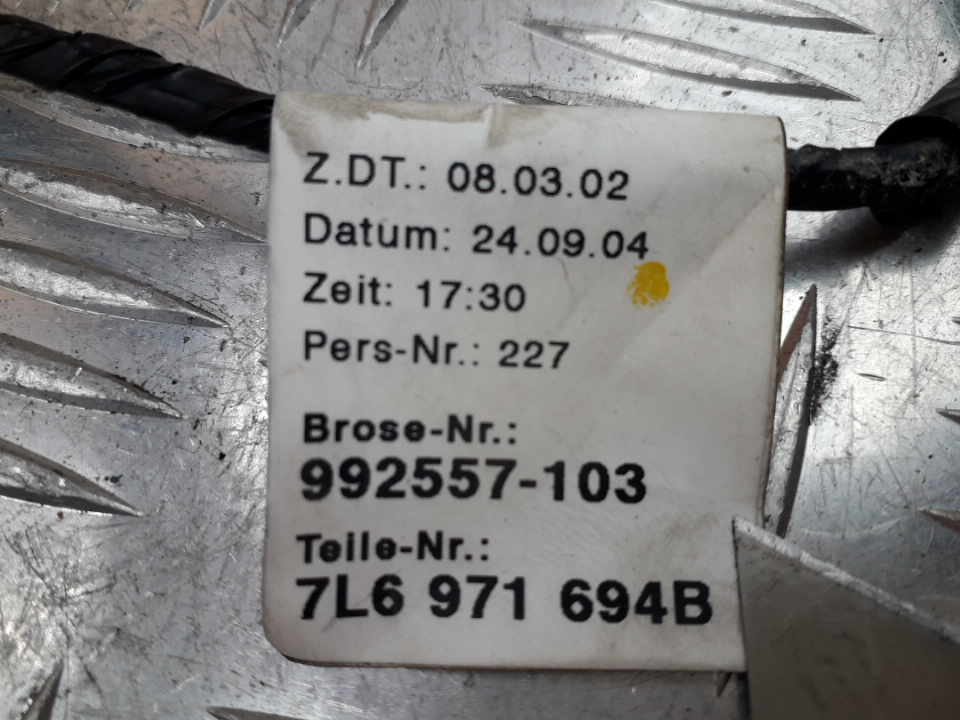 Z.DT.: 08.03.02
Datum: 24.09.04
Zeit: 17:30
Pers-Nr.: 227
Brose-Nr.:
992557-103
Teile-Nr.:
7L6 971 694B